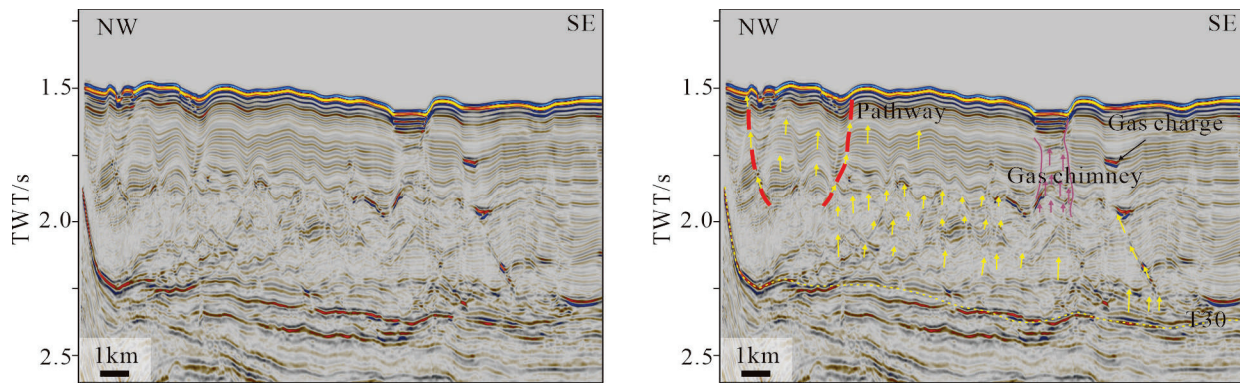 NW
SE
TWT/s
1.5
2.0
2.5
1km
NW
SE
TWT/s
1.5
2.0
2.5
Pathway
Gas charge
Gas chimney
T30
1km